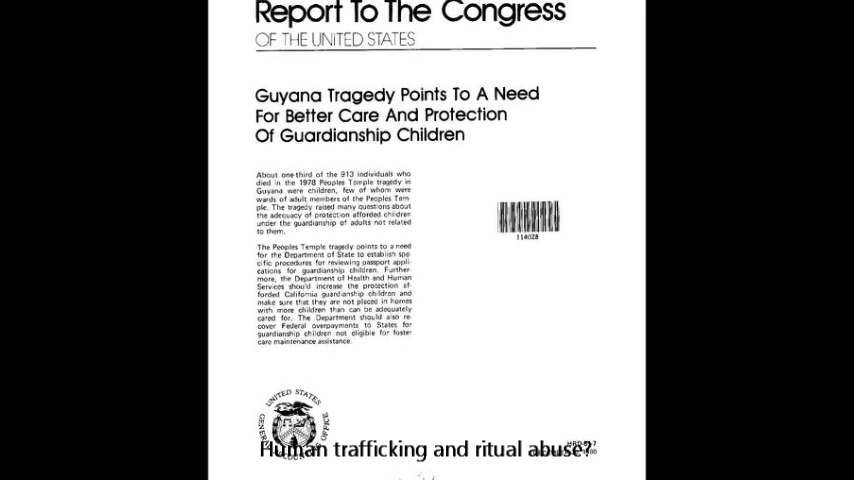 Report To The Congress
OF THE UNITED STATES
Guyana Tragedy Points To A Need
For Better Care And Protection
Of Guardianship Children
About one-third of the 913 individuals who
died in the 1978 Peoples Temple tragedy in
Guyana were children, few of whom were
wards of adult members of the Peoples Tem-
ple. The tragedy raised many questions about
the adequacy of protection afforded children
under the guardianship of adults not related
to them.
114028
The Peoples Temple tragedy points to a need
for the Department of State to establish spe-
cific procedures for reviewing passport appli-
cations for guardianship children. Further-
more, the Department of Health and Human
Services should increase the protection af-
forded California guardianship children and
make sure that they are not placed in homes
with more children than can be adequately
cared for. The Department should also re-
cover Federal overpayments to States for
guardianship children not eligible for foster
care maintenance assistance.
UNITED STATES
GENERAL OFFICE
Human trafficking and ritual abuse?